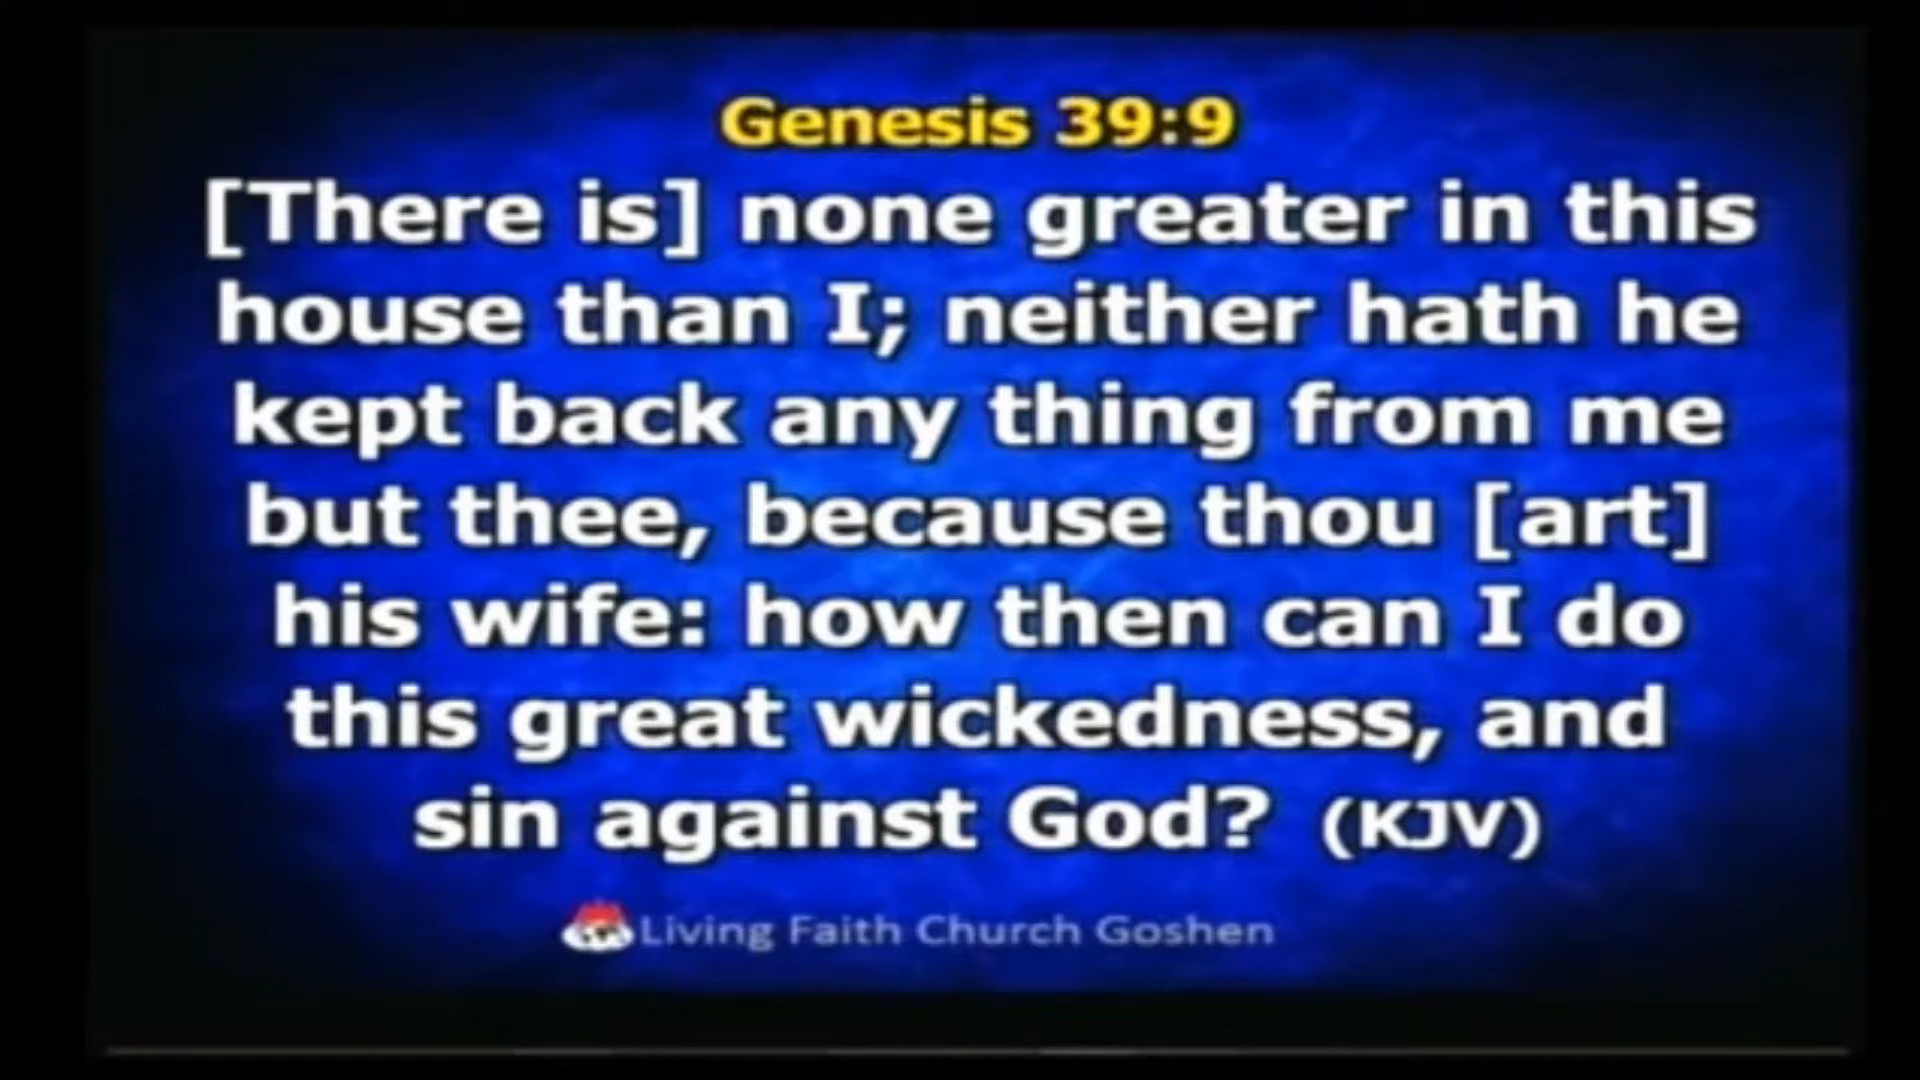 Genesis 39:9
[There is] none greater in this
house than I; neither hath he
kept back any thing from me
but thee, because thou [art]
his wife: how then can I do
this great wickedness, and
sin against God? (KJV)
Living Faith Church Goshen